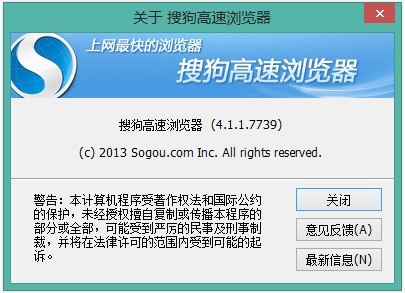 关于 搜狗高速浏览器
上网最快的浏览器
搜狗高速浏览器
搜狗高速浏览器 (4.1.1.7739)
(c) 2013 Sogou.com Inc. All rights reserved.
警告：本计算机程序受著作权法和国际公约
的保护，未经授权擅自复制或传播本程序的
部分或全部，可能受到严厉的民事及刑事制
裁，并将在法律许可的范围内受到可能的起
诉。
关闭
意见反馈(A)
最新信息(N)